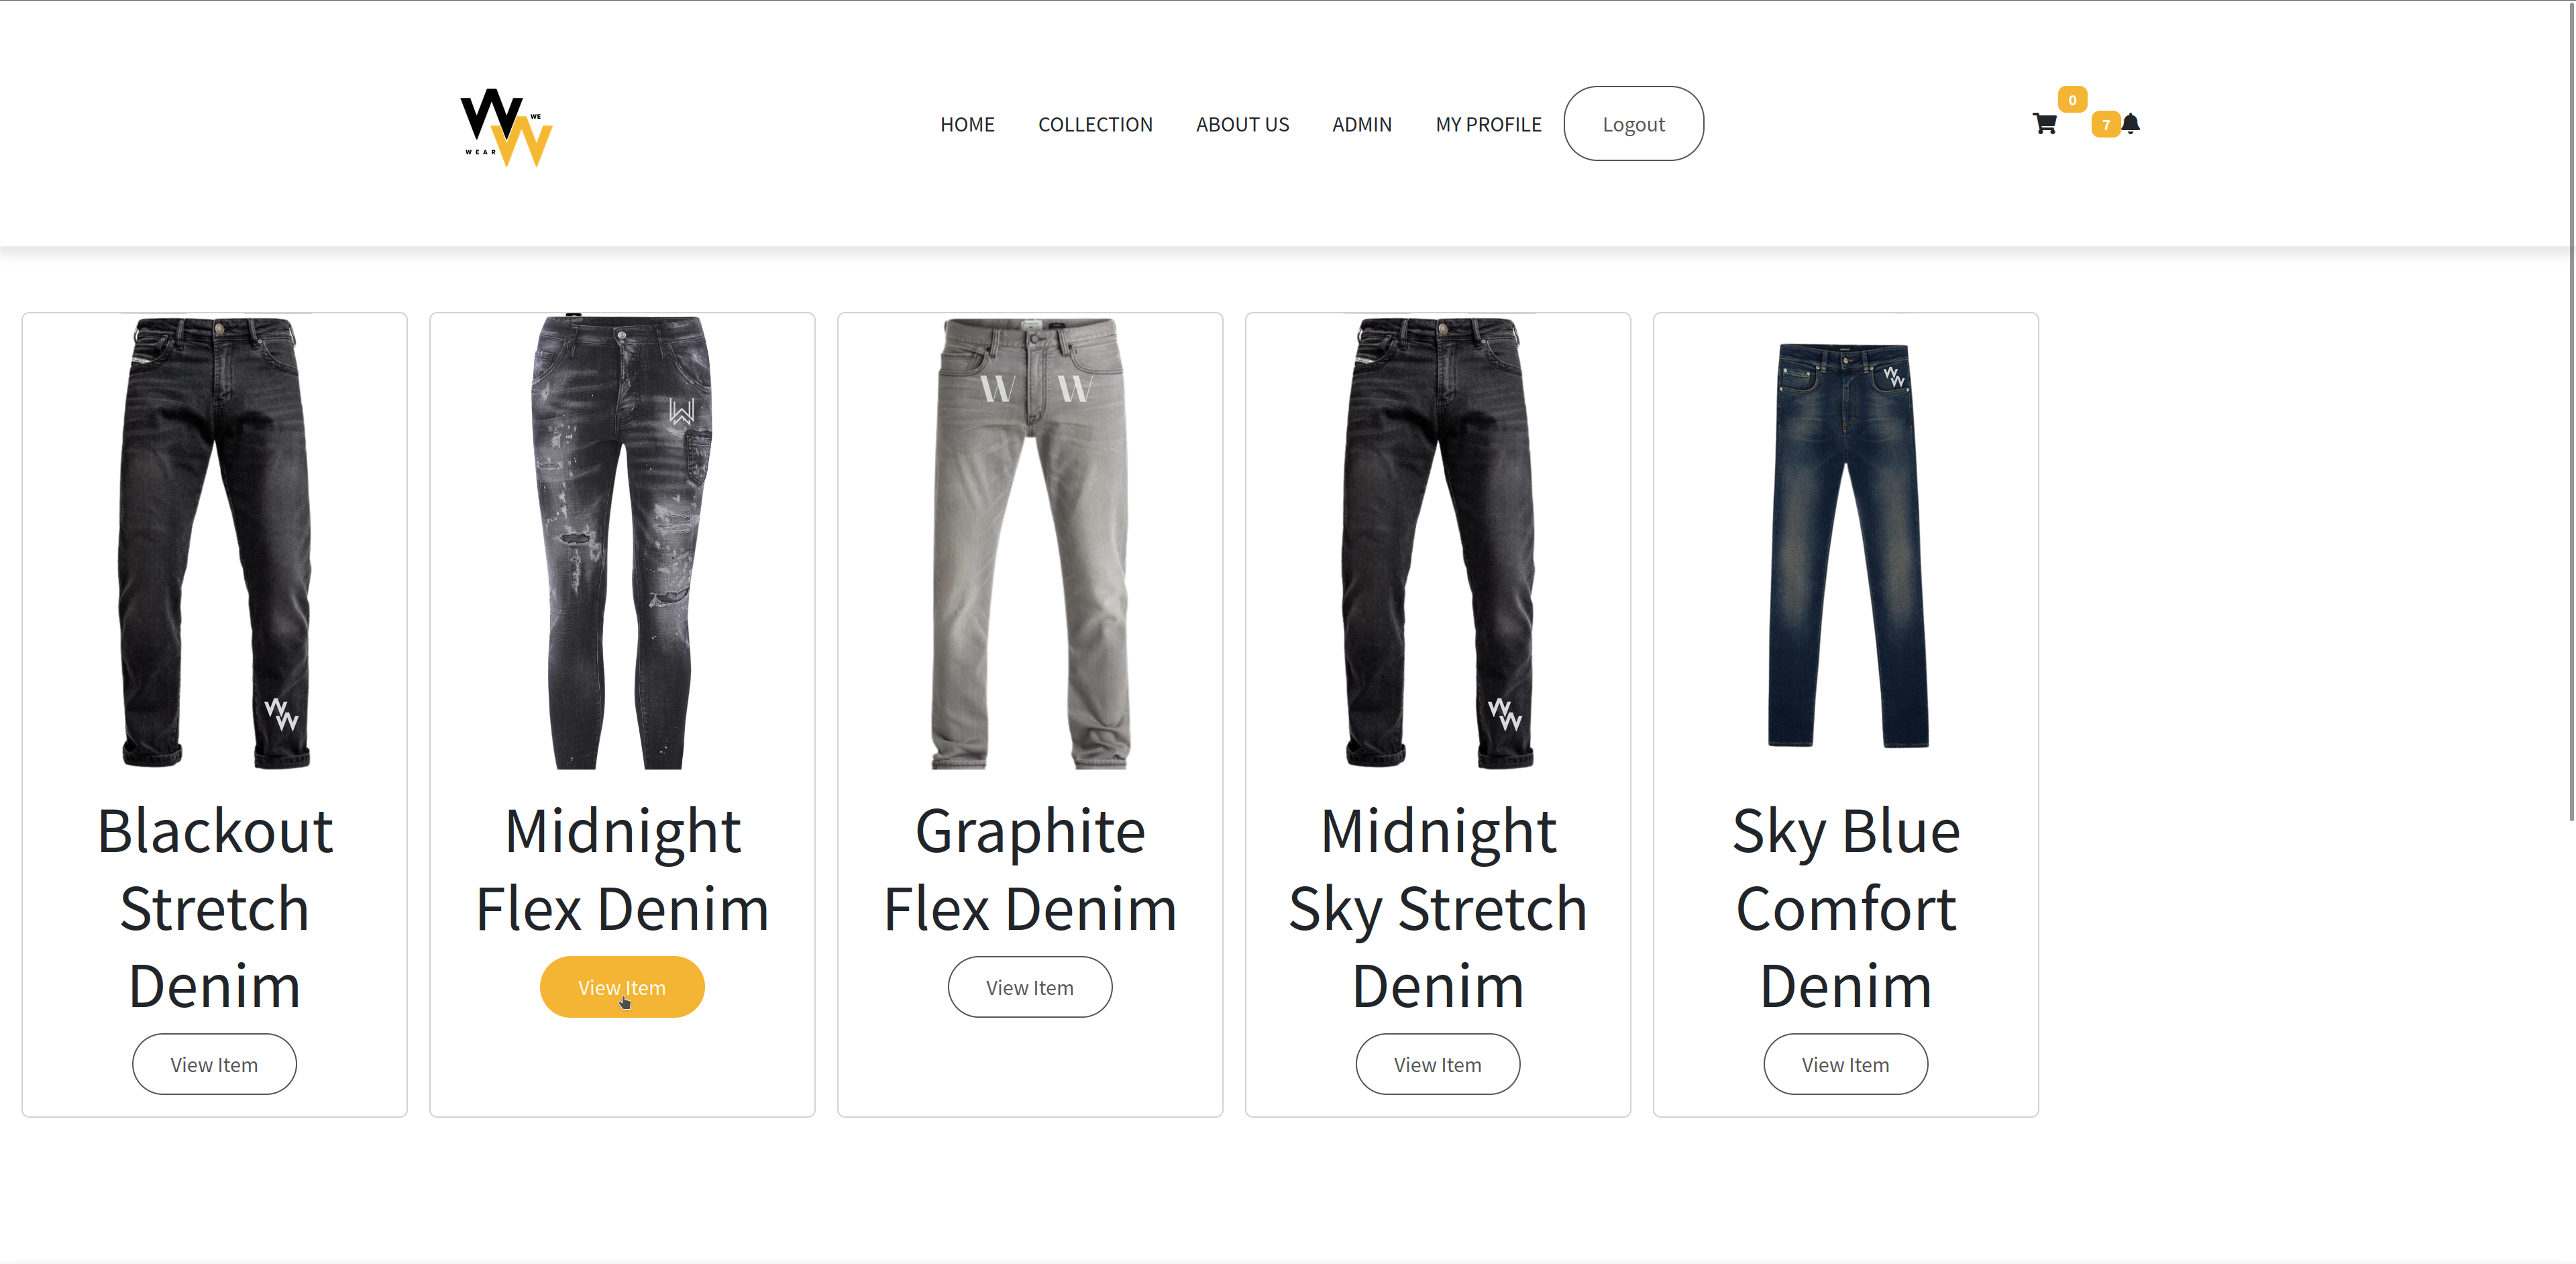 WE
WEAR
HOME COLLECTION ABOUT US ADMIN MY PROFILE Logout
0
7
W W
Blackout
Stretch
Denim
View Item
Midnight
Flex Denim
View Item
Graphite
Flex Denim
View Item
Midnight
Sky Stretch
Denim
View Item
Sky Blue
Comfort
Denim
View Item